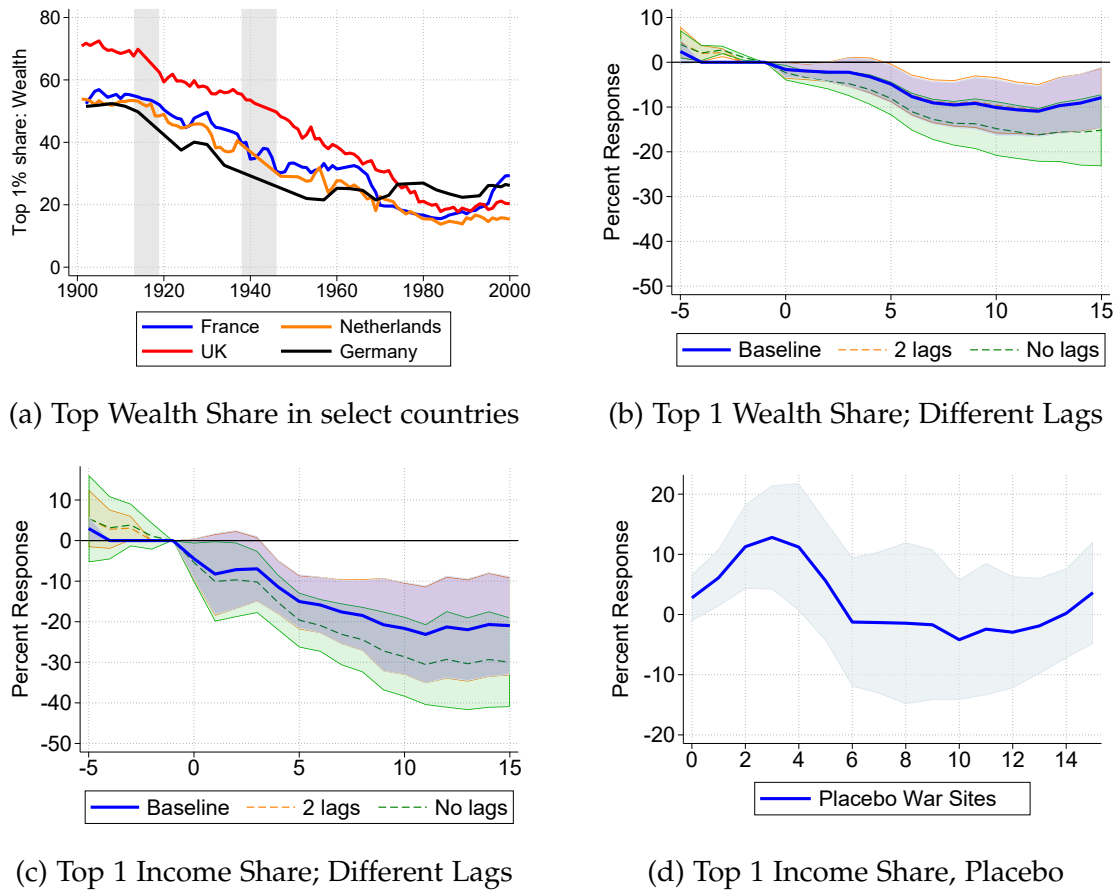 Top 1% share: Wealth
80
60
40
20
0
1900
1920
1940
1960
1980
2000
France
Netherlands
UK
Germany
(a) Top Wealth Share in select countries
Percent Response
10
0
-10
-20
-30
-40
-50
-5
0
5
10
15
Baseline
2 lags
No lags
(b) Top 1 Wealth Share; Different Lags
Percent Response
10
0
-10
-20
-30
-40
-50
-5
0
5
10
15
Baseline
2 lags
No lags
(c) Top 1 Income Share; Different Lags
Percent Response
20
10
0
-10
-20
0
2
4
6
8
10
12
14
Placebo War Sites
(d) Top 1 Income Share, Placebo